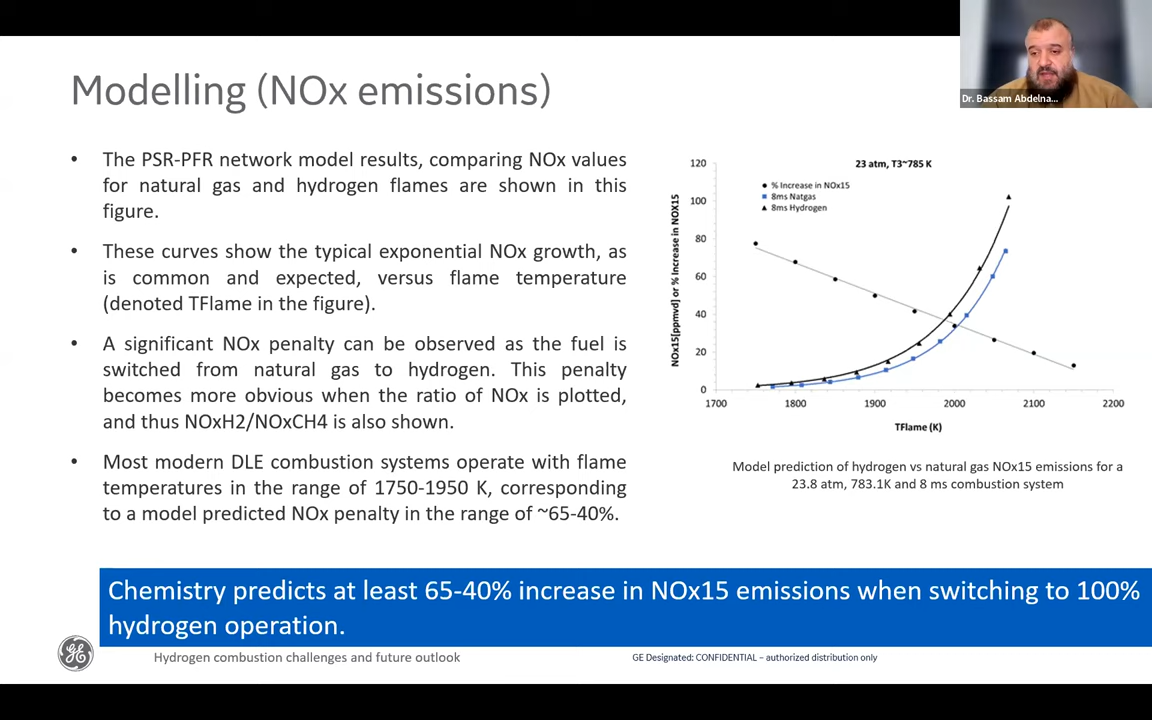 Modelling (NOx emissions)
Dr. Bassam Abdelna...
• The PSR-PFR network model results, comparing NOx values
for natural gas and hydrogen flames are shown in this
figure.
• These curves show the typical exponential NOx growth, as
is common and expected, versus flame temperature
(denoted TFlame in the figure).
• A significant NOx penalty can be observed as the fuel is
switched from natural gas to hydrogen. This penalty
becomes more obvious when the ratio of NOx is plotted,
and thus NOxH2/NOxCH4 is also shown.
• Most modern DLE combustion systems operate with flame
temperatures in the range of 1750-1950 K, corresponding
to a model predicted NOx penalty in the range of ~65-40%.
23 atm, T3~785 K
% Increase in NOx15
8ms Natgas
8ms Hydrogen
NOx15[ppmvd] or % Increase in NOX15
120
100
80
60
40
20
0
1700 1800 1900 2000 2100 2200
TFlame (K)
Model prediction of hydrogen vs natural gas NOx15 emissions for a
23.8 atm, 783.1K and 8 ms combustion system
Chemistry predicts at least 65-40% increase in NOx15 emissions when switching to 100%
hydrogen operation.
GE
Hydrogen combustion challenges and future outlook
GE Designated: CONFIDENTIAL – authorized distribution only